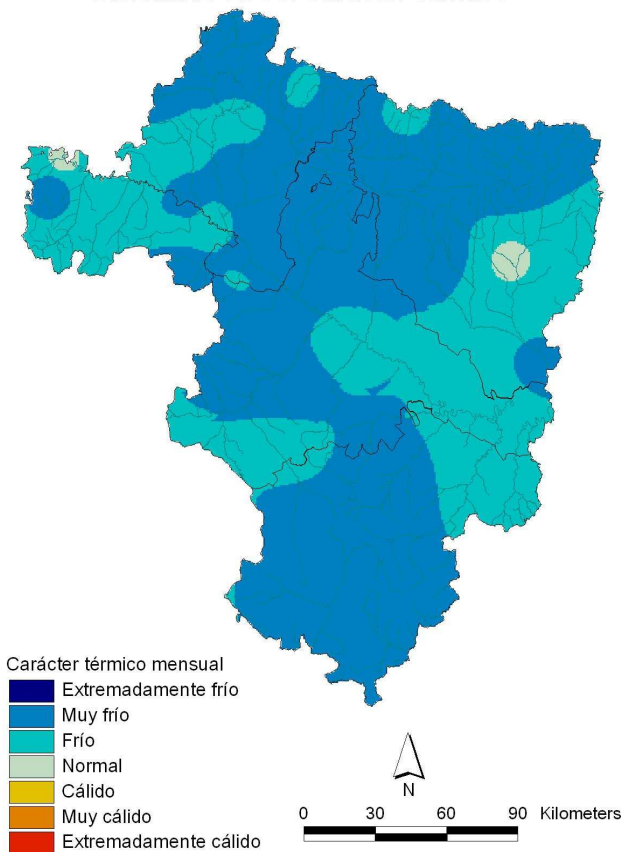 Carácter térmico mensual
Extremadamente frío
Muy frío
Frío
Normal
Cálido
Muy cálido
Extremadamente cálido
N
0 30 60 90 Kilometers